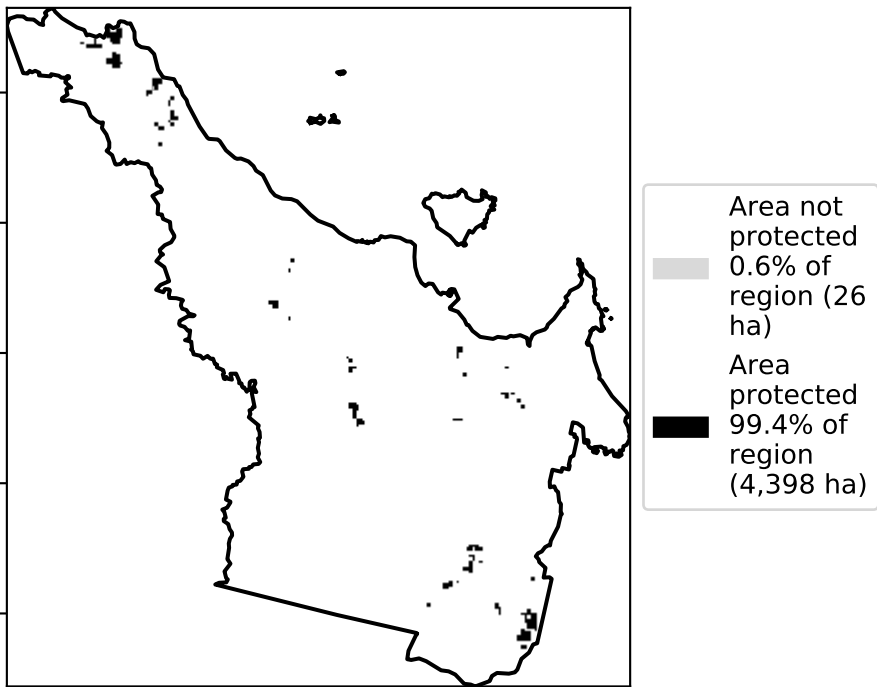 Area not
protected
0.6% of
region (26
ha)
Area
protected
99.4% of
region
(4,398 ha)